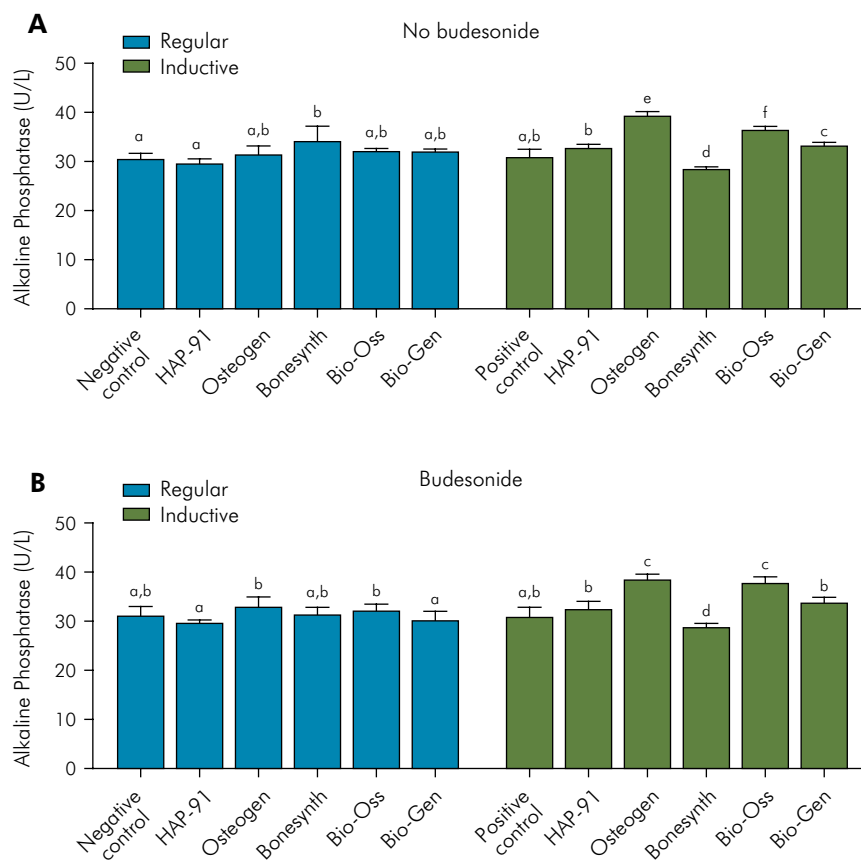 A
No budesonide
Regular
Inductive
Alkaline Phosphatase (U/L)
50
40
30
20
10
0
a
a
a,b
b
a,b
a,b
a,b
b
e
d
f
c
Negative control
HAP-91
Osteogen
Bonesynth
Bio-Oss
Bio-Gen
Positive control
HAP-91
Osteogen
Bonesynth
Bio-Oss
Bio-Gen
B
Budesonide
Regular
Inductive
Alkaline Phosphatase (U/L)
50
40
30
20
10
0
a,b
a
b
a,b
b
a
a,b
b
c
d
c
b
Negative control
HAP-91
Osteogen
Bonesynth
Bio-Oss
Bio-Gen
Positive control
HAP-91
Osteogen
Bonesynth
Bio-Oss
Bio-Gen